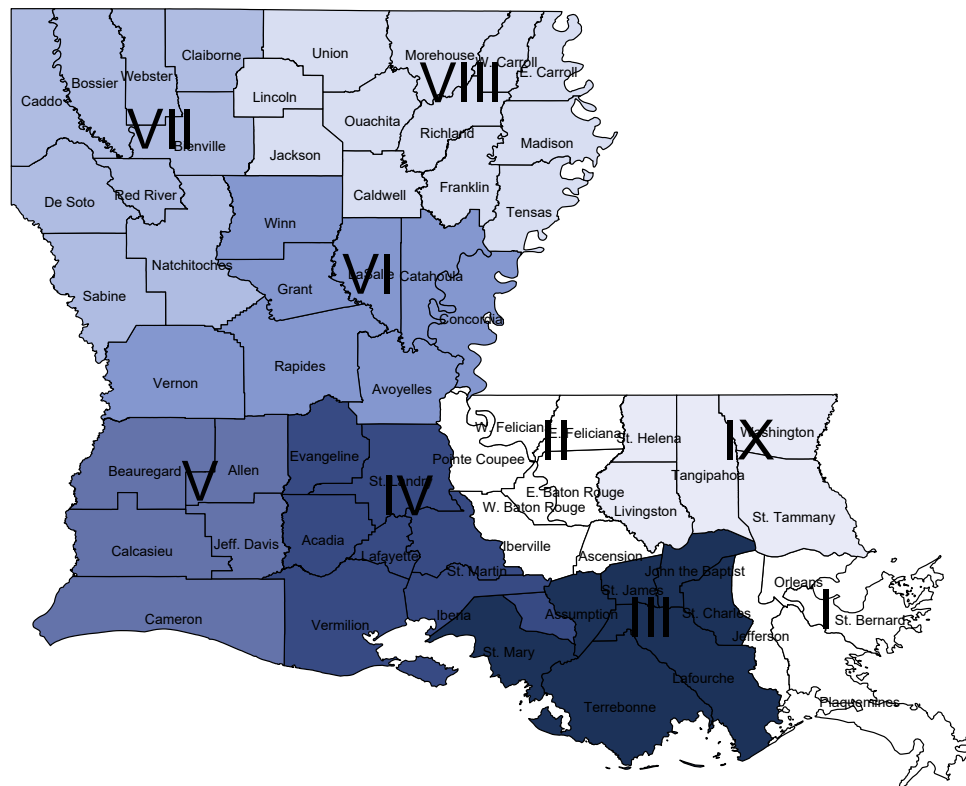 Union
Morehouse
W. Carroll
E. Carroll
Claiborne
Webster
Bossier
Caddo
VIII
Lincoln
Ouachita
Richland
Madison
VII
Bienville
Jackson
Caldwell
Franklin
Tensas
De Soto
Red River
Winn
Natchitoches
VI
LaSalle
Catahoula
Sabine
Grant
Concordia
Vernon
Rapides
Avoyelles
W. Feliciana
E. Feliciana
II
St. Helena
IX
Washington
Evangeline
Pointe Coupee
Beauregard
V
Allen
St. Landry
IV
Tangipahoa
E. Baton Rouge
W. Baton Rouge
Livingston
St. Tammany
Calcasieu
Jeff. Davis
Acadia
Lafayette
Iberville
Ascension
St. Martin
John the Baptist
Orleans
St. James
St. Charles
I
St. Bernard
Cameron
Vermilion
Iberia
Assumption
III
Jefferson
St. Mary
Lafourche
Terrebonne
Plaquemines